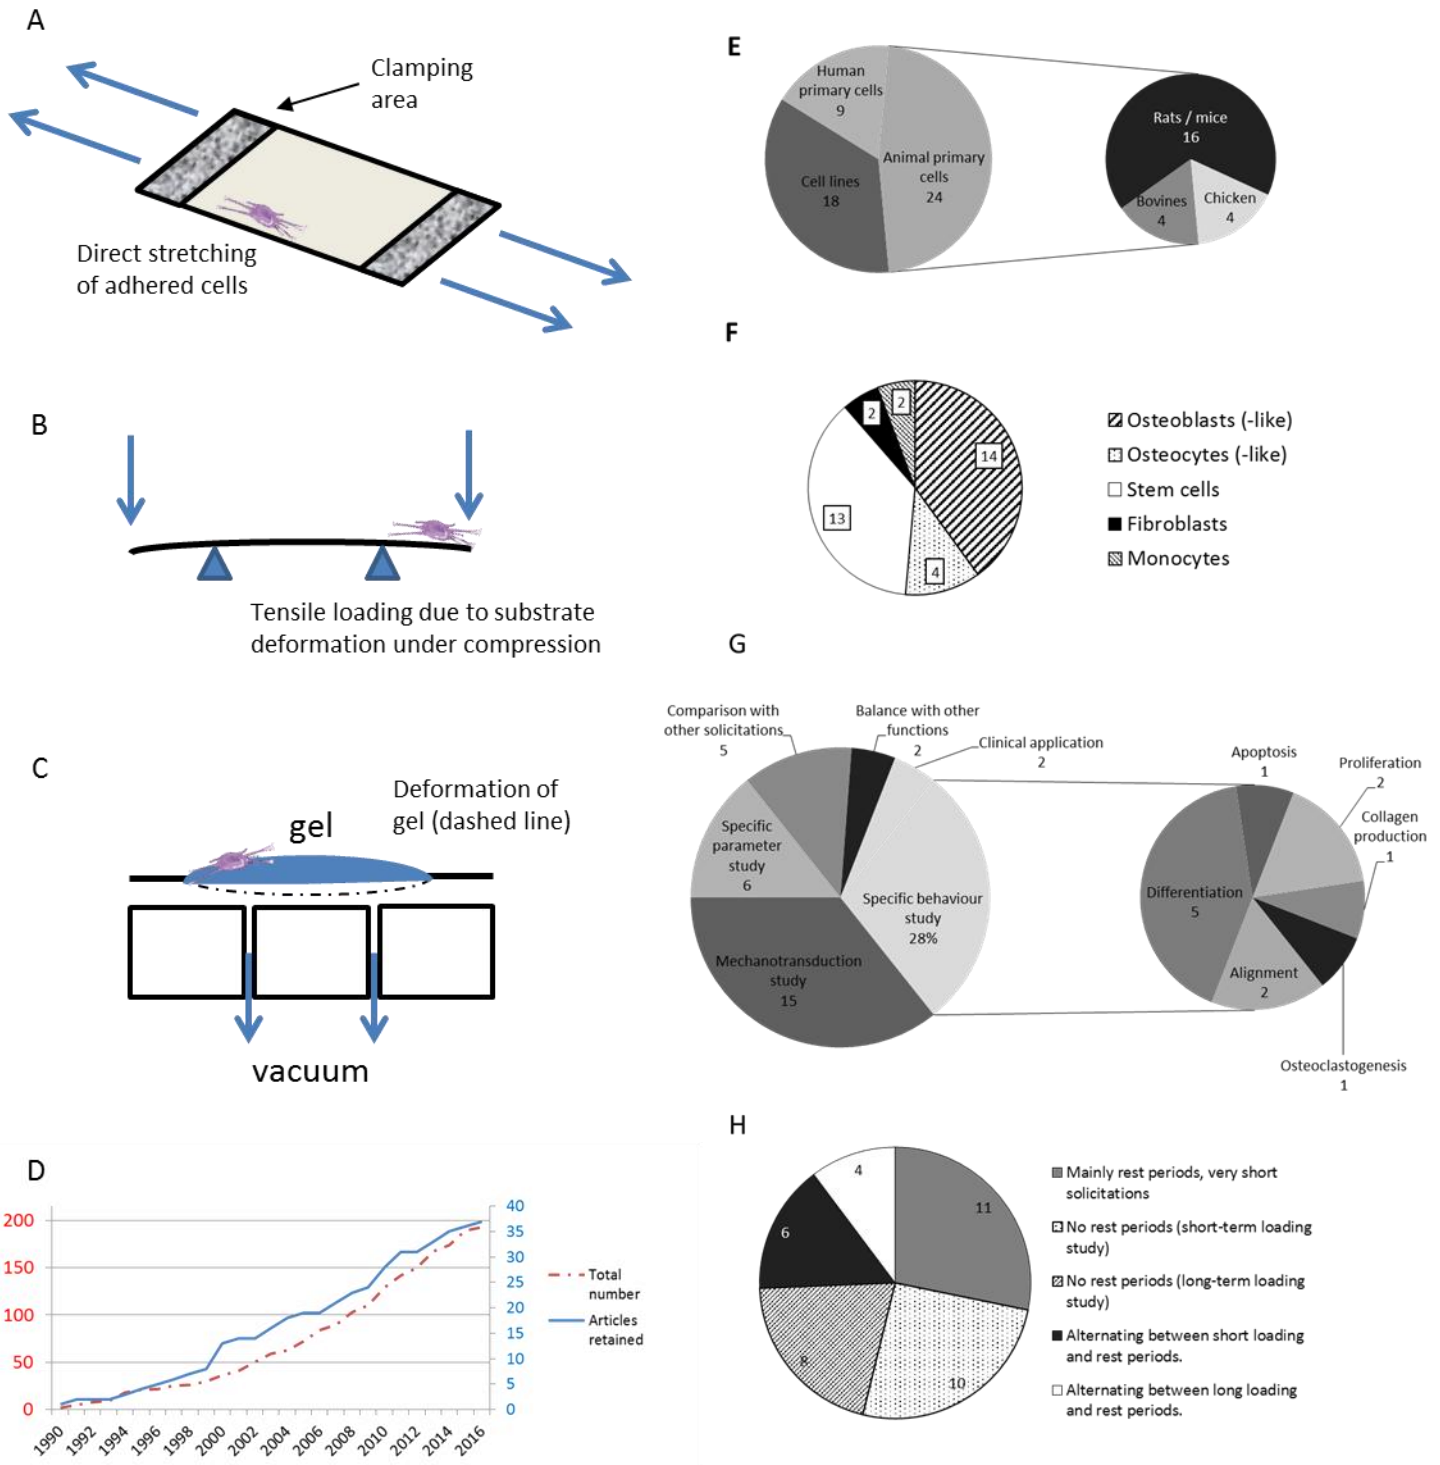 A
Clamping
area
Direct stretching
of adhered cells
B
Tensile loading due to substrate
deformation under compression
C
Deformation of
gel (dashed line)
gel
vacuum
D
200
150
100
50
0
40
35
30
25
20
15
10
5
0
1990
1992
1994
1996
1998
2000
2002
2004
2006
2008
2010
2012
2014
2016
Total
number
Articles
retained
E
Human
primary cells
9
Animal primary
cells
24
Cell lines
18
Rats / mice
16
Bovines
4
Chicken
4
F
2
2
14
13
4
Osteoblasts (-like)
Osteocytes (-like)
Stem cells
Fibroblasts
Monocytes
G
Comparison with
other solicitations
5
Balance with other
functions
2
Clinical application
2
Specific
parameter
study
6
Specific behaviour
study
28%
Mechanotransduction
study
15
Apoptosis
1
Proliferation
2
Collagen
production
1
Differentiation
5
Alignment
2
Osteoclastogenesis
1
H
4
11
6
8
10
Mainly rest periods, very short
solicitations
No rest periods (short-term loading
study)
No rest periods (long-term loading
study)
Alternating between short loading
and rest periods.
Alternating between long loading
and rest periods.